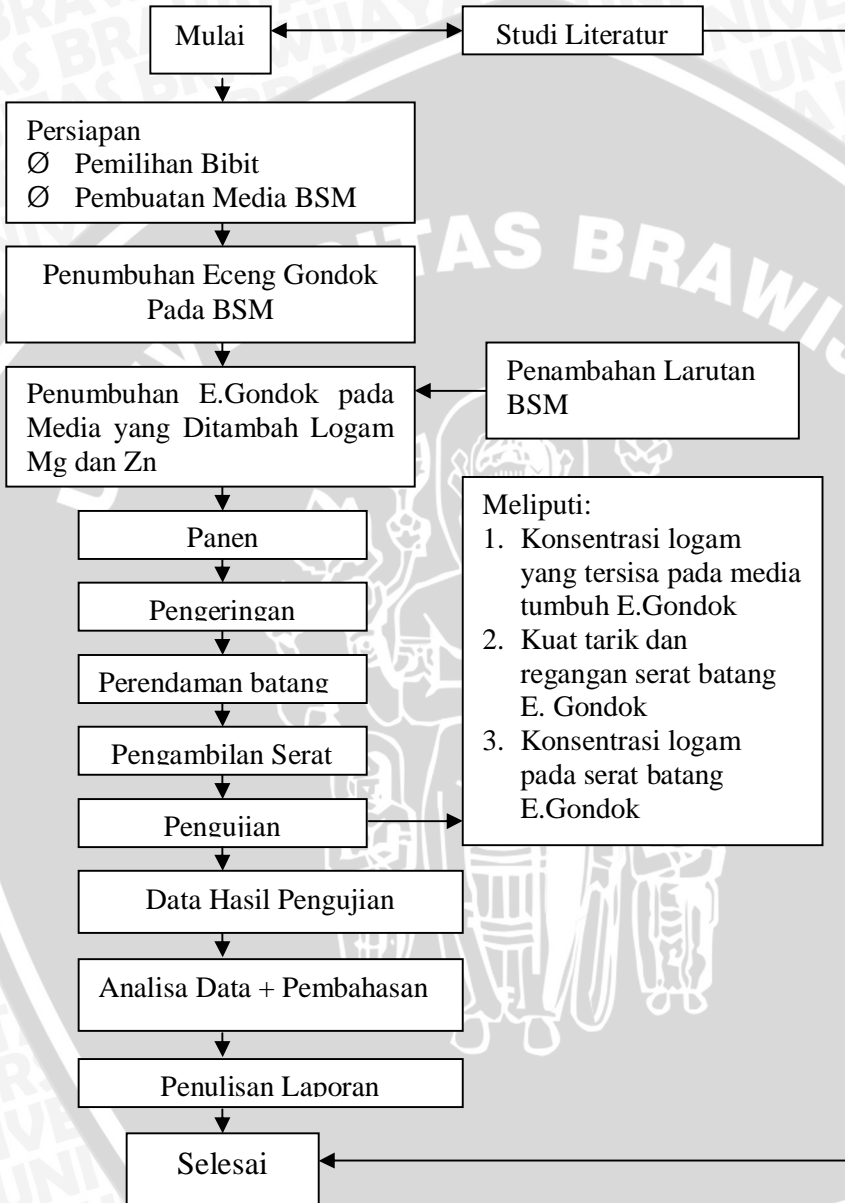 Mulai
Studi Literatur
Persiapan
Ø Pemilihan Bibit
Ø Pembuatan Media BSM
Penumbuhan Eceng Gondok
Pada BSM
Penumbuhan E.Gondok pada
Media yang Ditambah Logam
Mg dan Zn
Penambahan Larutan
BSM
Panen
Pengeringan
Perendaman batang
Pengambilan Serat
Pengujian
Meliputi:
1. Konsentrasi logam
yang tersisa pada media
tumbuh E.Gondok
2. Kuat tarik dan
regangan serat batang
E. Gondok
3. Konsentrasi logam
pada serat batang
E.Gondok
Data Hasil Pengujian
Analisa Data + Pembahasan
Penulisan Laporan
Selesai